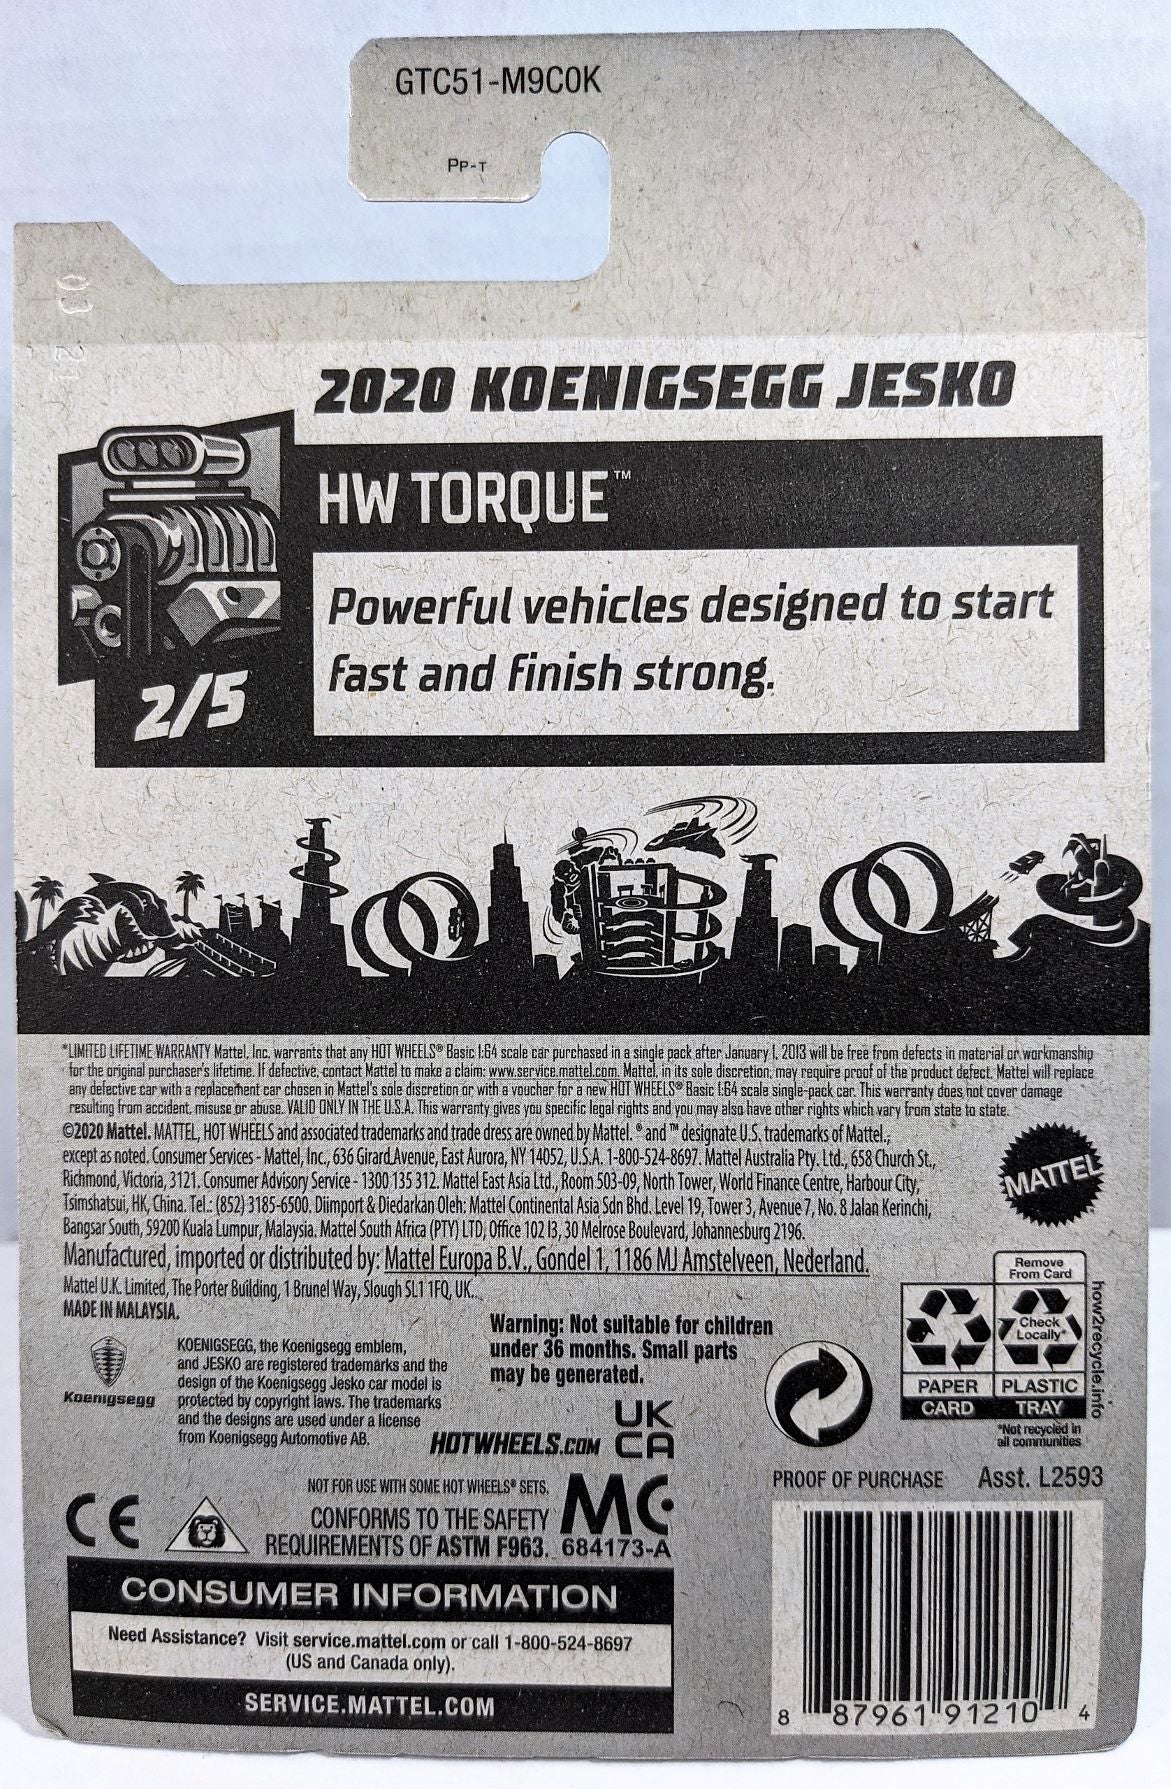 GTC51-M9C0K
PP-T
03 21
2020 KOENIGSEGG JESKO
HW TORQUE™
Powerful vehicles designed to start
fast and finish strong.
2/5
*LIMITED LIFETIME WARRANTY Mattel, Inc. warrants that any HOT WHEELS® Basic 1:64 scale car purchased in a single pack after January 1, 2013 will be free from defects in material or workmanship
for the original purchaser's lifetime. If defective, contact Mattel to make a claim: www.service.mattel.com. Mattel, in its sole discretion, may require proof of the product defect. Mattel will replace
any defective car with a replacement car chosen in Mattel's sole discretion or with a voucher for a new HOT WHEELS® Basic 1:64 scale single-pack car. This warranty does not cover damage
resulting from accident, misuse or abuse. VALID ONLY IN THE U.S.A. This warranty gives you specific legal rights and you may also have other rights which vary from state to state.
©2020 Mattel. MATTEL, HOT WHEELS and associated trademarks and trade dress are owned by Mattel. ® and ™ designate U.S. trademarks of Mattel.,
except as noted. Consumer Services - Mattel, Inc., 636 Girard Avenue, East Aurora, NY 14052, U.S.A. 1-800-524-8697. Mattel Australia Pty. Ltd., 658 Church St.,
Richmond, Victoria, 3121. Consumer Advisory Service - 1300 135 312. Mattel East Asia Ltd., Room 503-09, North Tower, World Finance Centre, Harbour City,
Tsimshatsui, HK, China. Tel.: (852) 3185-6500. Diimport & Diedarkan Oleh: Mattel Continental Asia Sdn Bhd. Level 19, Tower 3, Avenue 7, No. 8 Jalan Kerinchi,
Bangsar South, 59200 Kuala Lumpur, Malaysia. Mattel South Africa (PTY) LTD, Office 102 I3, 30 Melrose Boulevard, Johannesburg 2196.
Manufactured, imported or distributed by: Mattel Europa B.V., Gondel 1, 1186 MJ Amstelveen, Nederland.
Mattel U.K. Limited, The Porter Building, 1 Brunel Way, Slough SL1 1FQ, UK.
MADE IN MALAYSIA.
MATTEL
Koenigsegg
KOENIGSEGG, the Koenigsegg emblem,
and JESKO are registered trademarks and the
design of the Koenigsegg Jesko car model is
protected by copyright laws. The trademarks
and the designs are used under a license
from Koenigsegg Automotive AB.
Warning: Not suitable for children
under 36 months. Small parts
may be generated.
HOTWHEELS.COM
UK
CA
Remove
From Card
Check
Locally*
PAPER
CARD
PLASTIC
TRAY
how2recycle.info
*Not recycled in
all communities
CE
NOT FOR USE WITH SOME HOT WHEELS® SETS.
CONFORMS TO THE SAFETY
REQUIREMENTS OF ASTM F963.
MC
684173-A
PROOF OF PURCHASE Asst. L2593
CONSUMER INFORMATION
Need Assistance? Visit service.mattel.com or call 1-800-524-8697
(US and Canada only).
SERVICE.MATTEL.COM
8 87961 91210 4